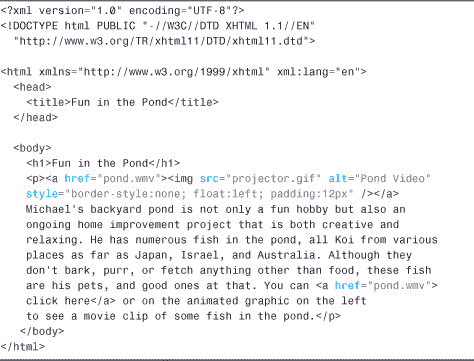 <?xml version="1.0" encoding="UTF-8"?>
<!DOCTYPE html PUBLIC "-//W3C//DTD XHTML 1.1//EN"
"http://www.w3.org/TR/xhtml11/DTD/xhtml11.dtd">
<html xmlns="http://www.w3.org/1999/xhtml" xml:lang="en">
<head>
<title>Fun in the Pond</title>
</head>
<body>
<h1>Fun in the Pond</h1>
<p><a href="pond.wmv"><img src="projector.gif" alt="Pond Video"
style="border-style:none; float:left; padding:12px" /></a>
Michael's backyard pond is not only a fun hobby but also an
ongoing home improvement project that is both creative and
relaxing. He has numerous fish in the pond, all Koi from various
places as far as Japan, Israel, and Australia. Although they
don't bark, purr, or fetch anything other than food, these fish
are his pets, and good ones at that. You can <a href="pond.wmv">
click here</a> or on the animated graphic on the left
to see a movie clip of some fish in the pond.</p>
</body>
</html>